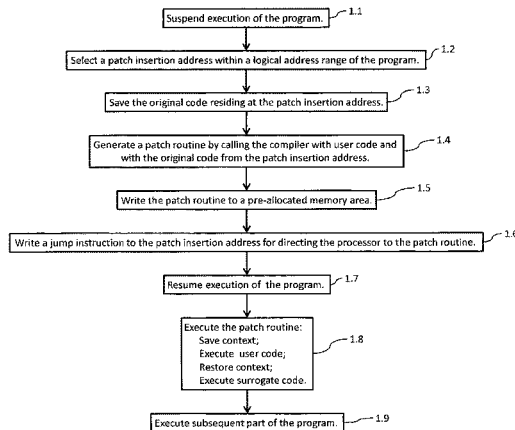 Suspend execution of the program.
1.1
Select a patch insertion address within a logical address range of the program.
1.2
Save the original code residing at the patch insertion address.
1.3
Generate a patch routine by calling the compiler with user code and
with the original code from the patch insertion address.
1.4
Write the patch routine to a pre-allocated memory area.
1.5
Write a jump instruction to the patch insertion address for directing the processor to the patch routine.
1.6
Resume execution of the program.
1.7
Execute the patch routine:
Save context;
Execute user code;
Restore context;
Execute surrogate code.
1.8
Execute subsequent part of the program.
1.9